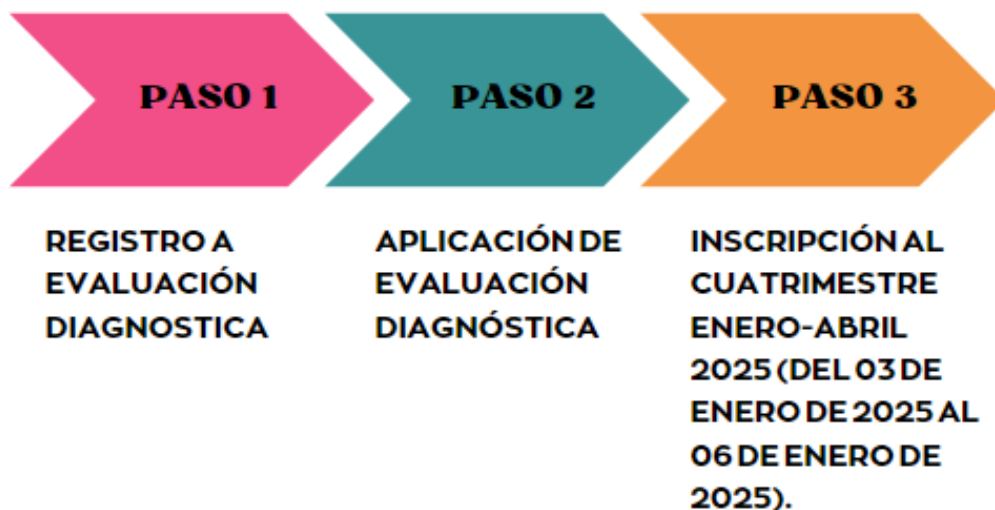 PASO 1
PASO 2
PASO 3
REGISTRO A
EVALUACIÓN
DIAGNOSTICA
APLICACIÓN DE
EVALUACIÓN
DIAGNÓSTICA
INSCRIPCIÓN AL
CUATRIMESTRE
ENERO-ABRIL
2025 (DEL 03 DE
ENERO DE 2025 AL
06 DE ENERO DE
2025).